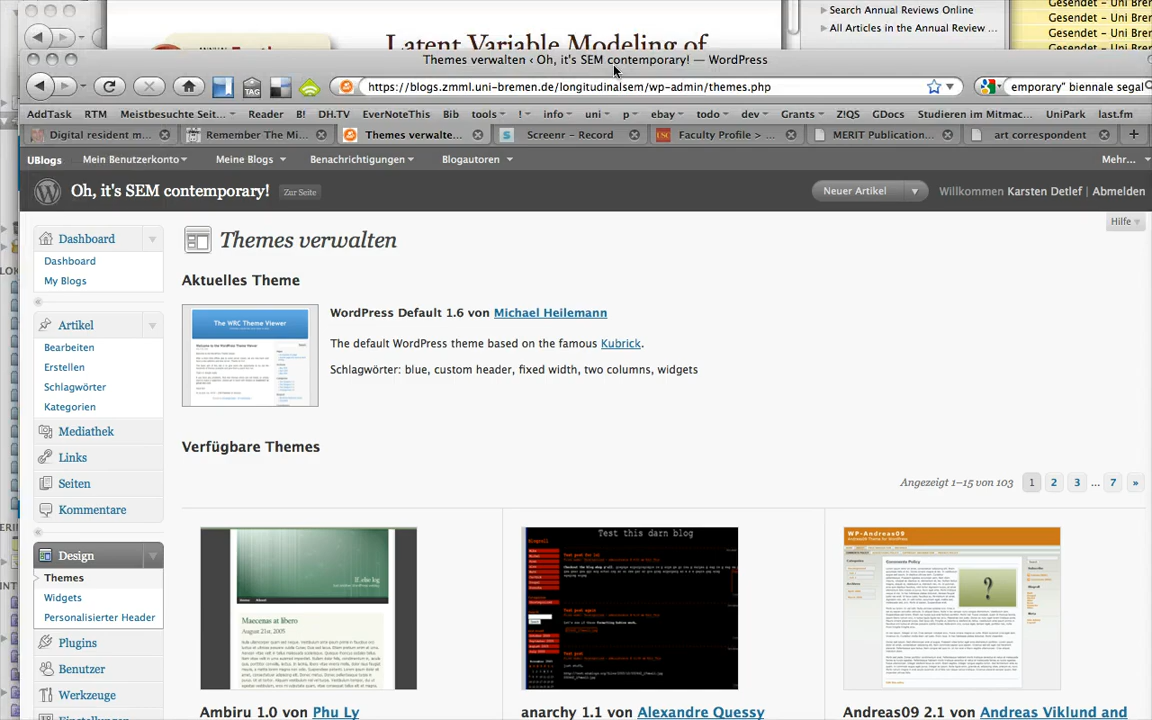 Search Annual Reviews Online
All Articles in the Annual Review ...
Gesendet – Uni Bren
Gesendet – Uni Bren
Gesendet – Uni Bren
Latent Variable Modeling of
Themes verwalten ‹ Oh, it's SEM contemporary! — WordPress
https://blogs.zmml.uni-bremen.de/longitudinalsem/wp-admin/themes.php
emporary" biennale segal
AddTask RTM Meistbesuchte Seit... Reader B! DH.TV EverNoteThis Bib tools ! info uni p ebay todo dev Grants Z!QS GDocs Studieren im Mitmac... UniPark last.fm
TAG
Digital resident m... Remember The Mi... Themes verwalte... Screenr – Record Faculty Profile > ... MERIT Publication... art correspondent
UBlogs Mein Benutzerkonto Meine Blogs Benachrichtigungen Blogautoren Mehr...
Oh, it's SEM contemporary! Zur Seite Neuer Artikel Willkommen Karsten Detlef | Abmelden
Hilfe
Dashboard
Dashboard
My Blogs
Artikel
Bearbeiten
Erstellen
Schlagwörter
Kategorien
Mediathek
Links
Seiten
Kommentare
Design
Themes
Widgets
Personalisierter Header
Plugins
Benutzer
Werkzeuge
Themes verwalten
Aktuelles Theme
The WRC Theme Viewer
WordPress Default 1.6 von Michael Heilemann
The default WordPress theme based on the famous Kubrick.
Schlagwörter: blue, custom header, fixed width, two columns, widgets
Verfügbare Themes
Angezeigt 1–15 von 103 1 2 3 ... 7 »
Maecenas at libero
August 21st, 2005
Test this darn blog
WP-Andreas09
Ambiru 1.0 von Phu Ly
anarchy 1.1 von Alexandre Quessy
Andreas09 2.1 von Andreas Viklund and